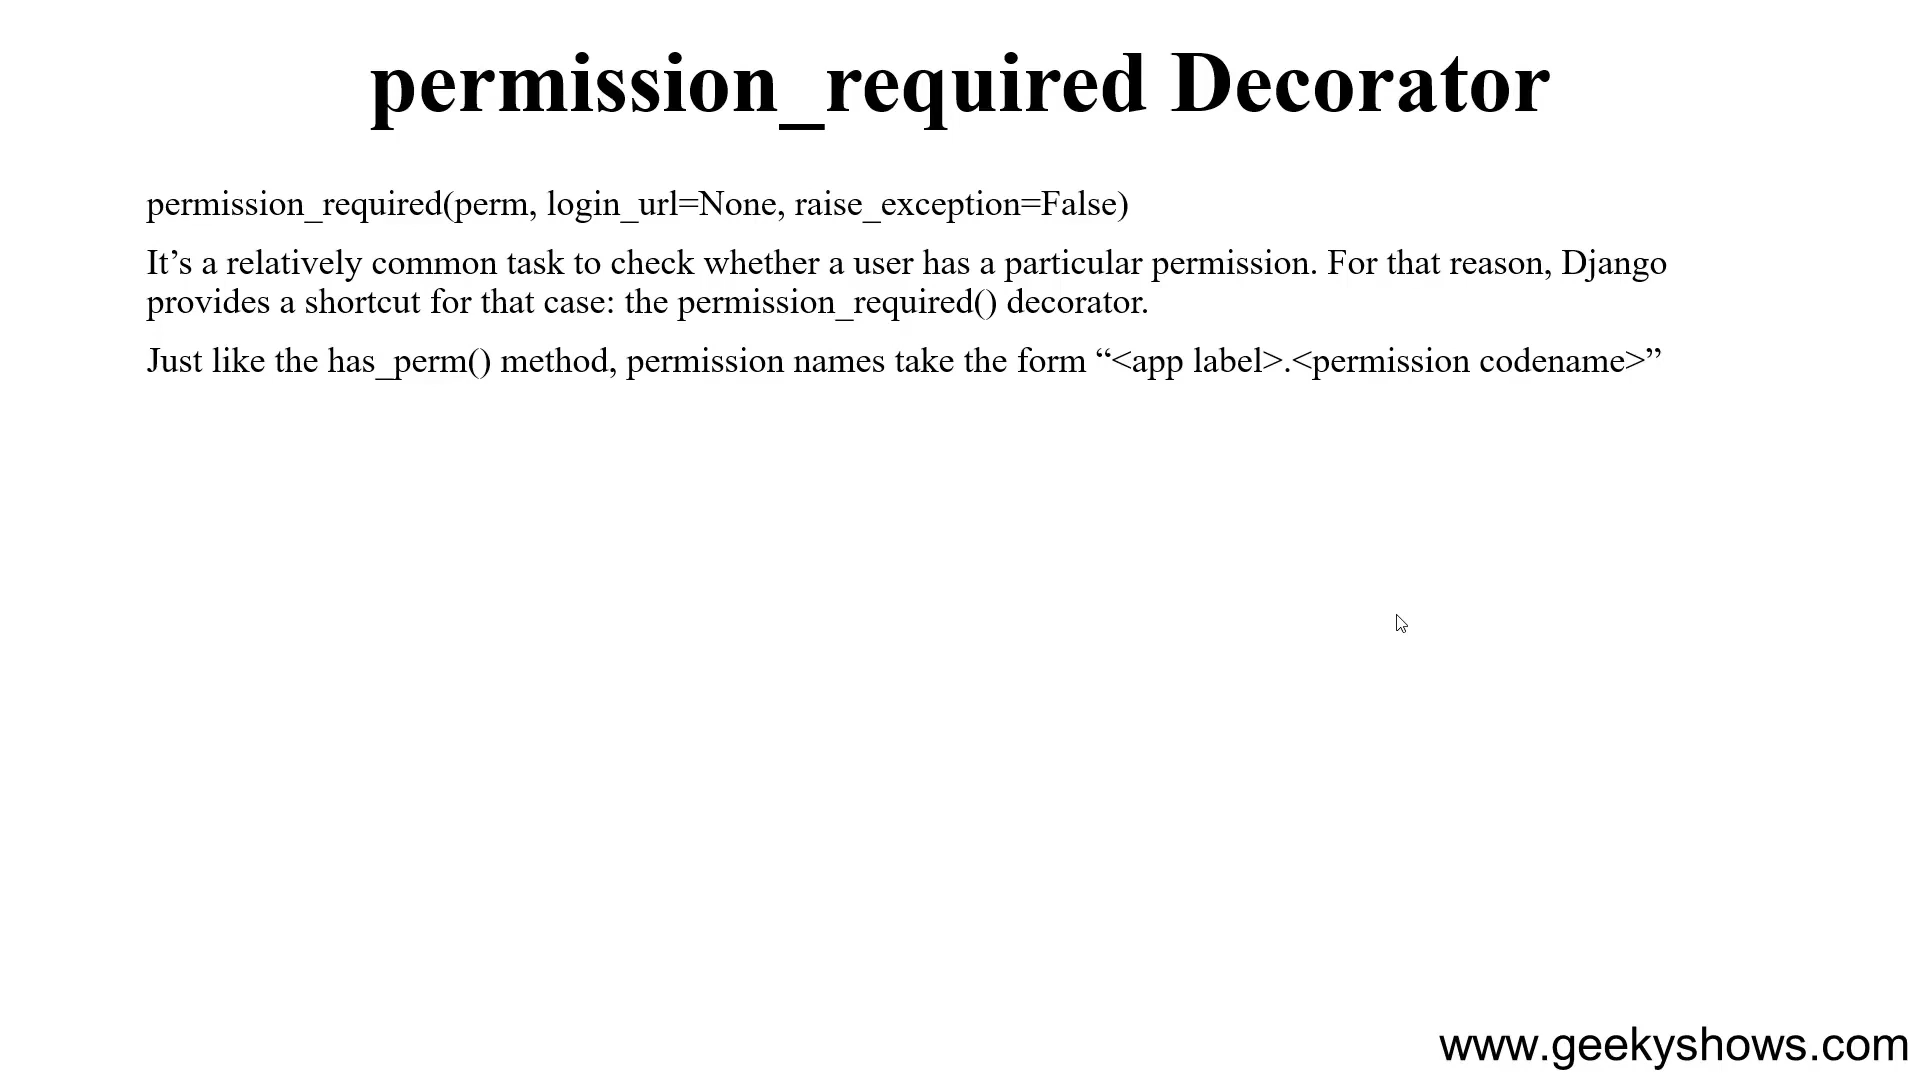 permission_required Decorator
permission_required(perm, login_url=None, raise_exception=False)
It’s a relatively common task to check whether a user has a particular permission. For that reason, Django
provides a shortcut for that case: the permission_required() decorator.
Just like the has_perm() method, permission names take the form “<app label>.<permission codename>”
www.geekyshows.com